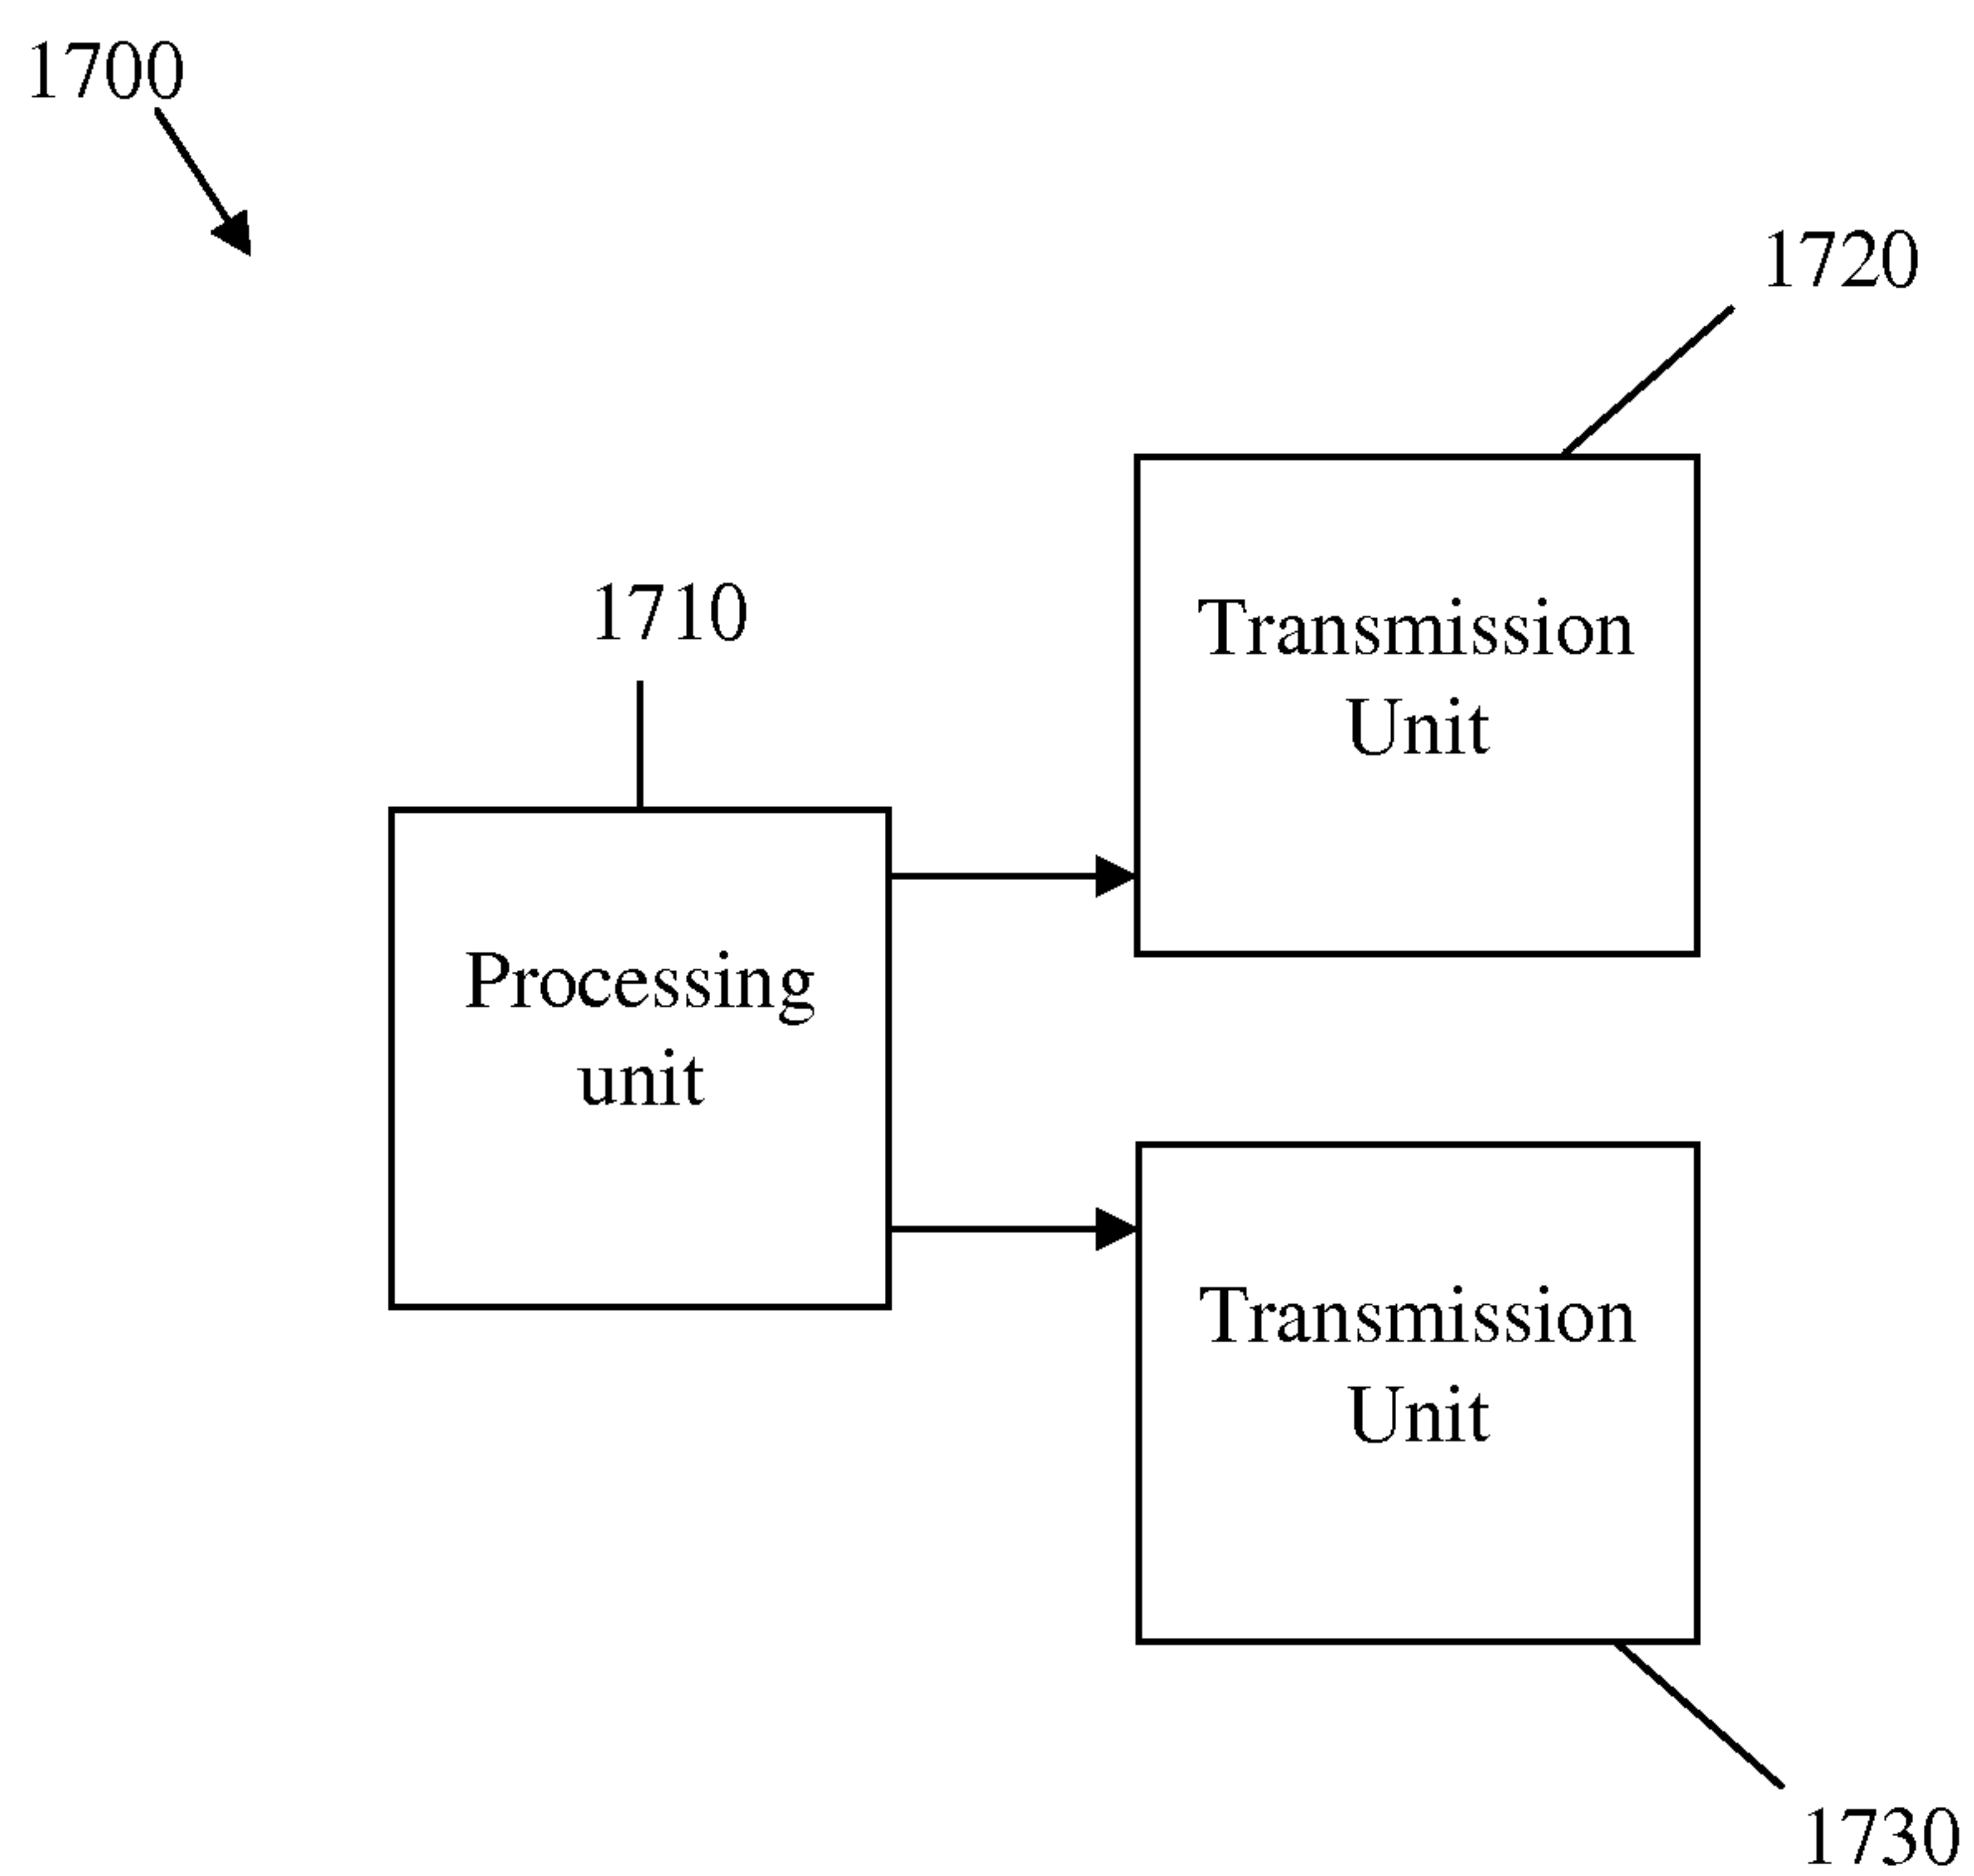 1700
1720
1710
Transmission
Unit
Processing
unit
Transmission
Unit
1730